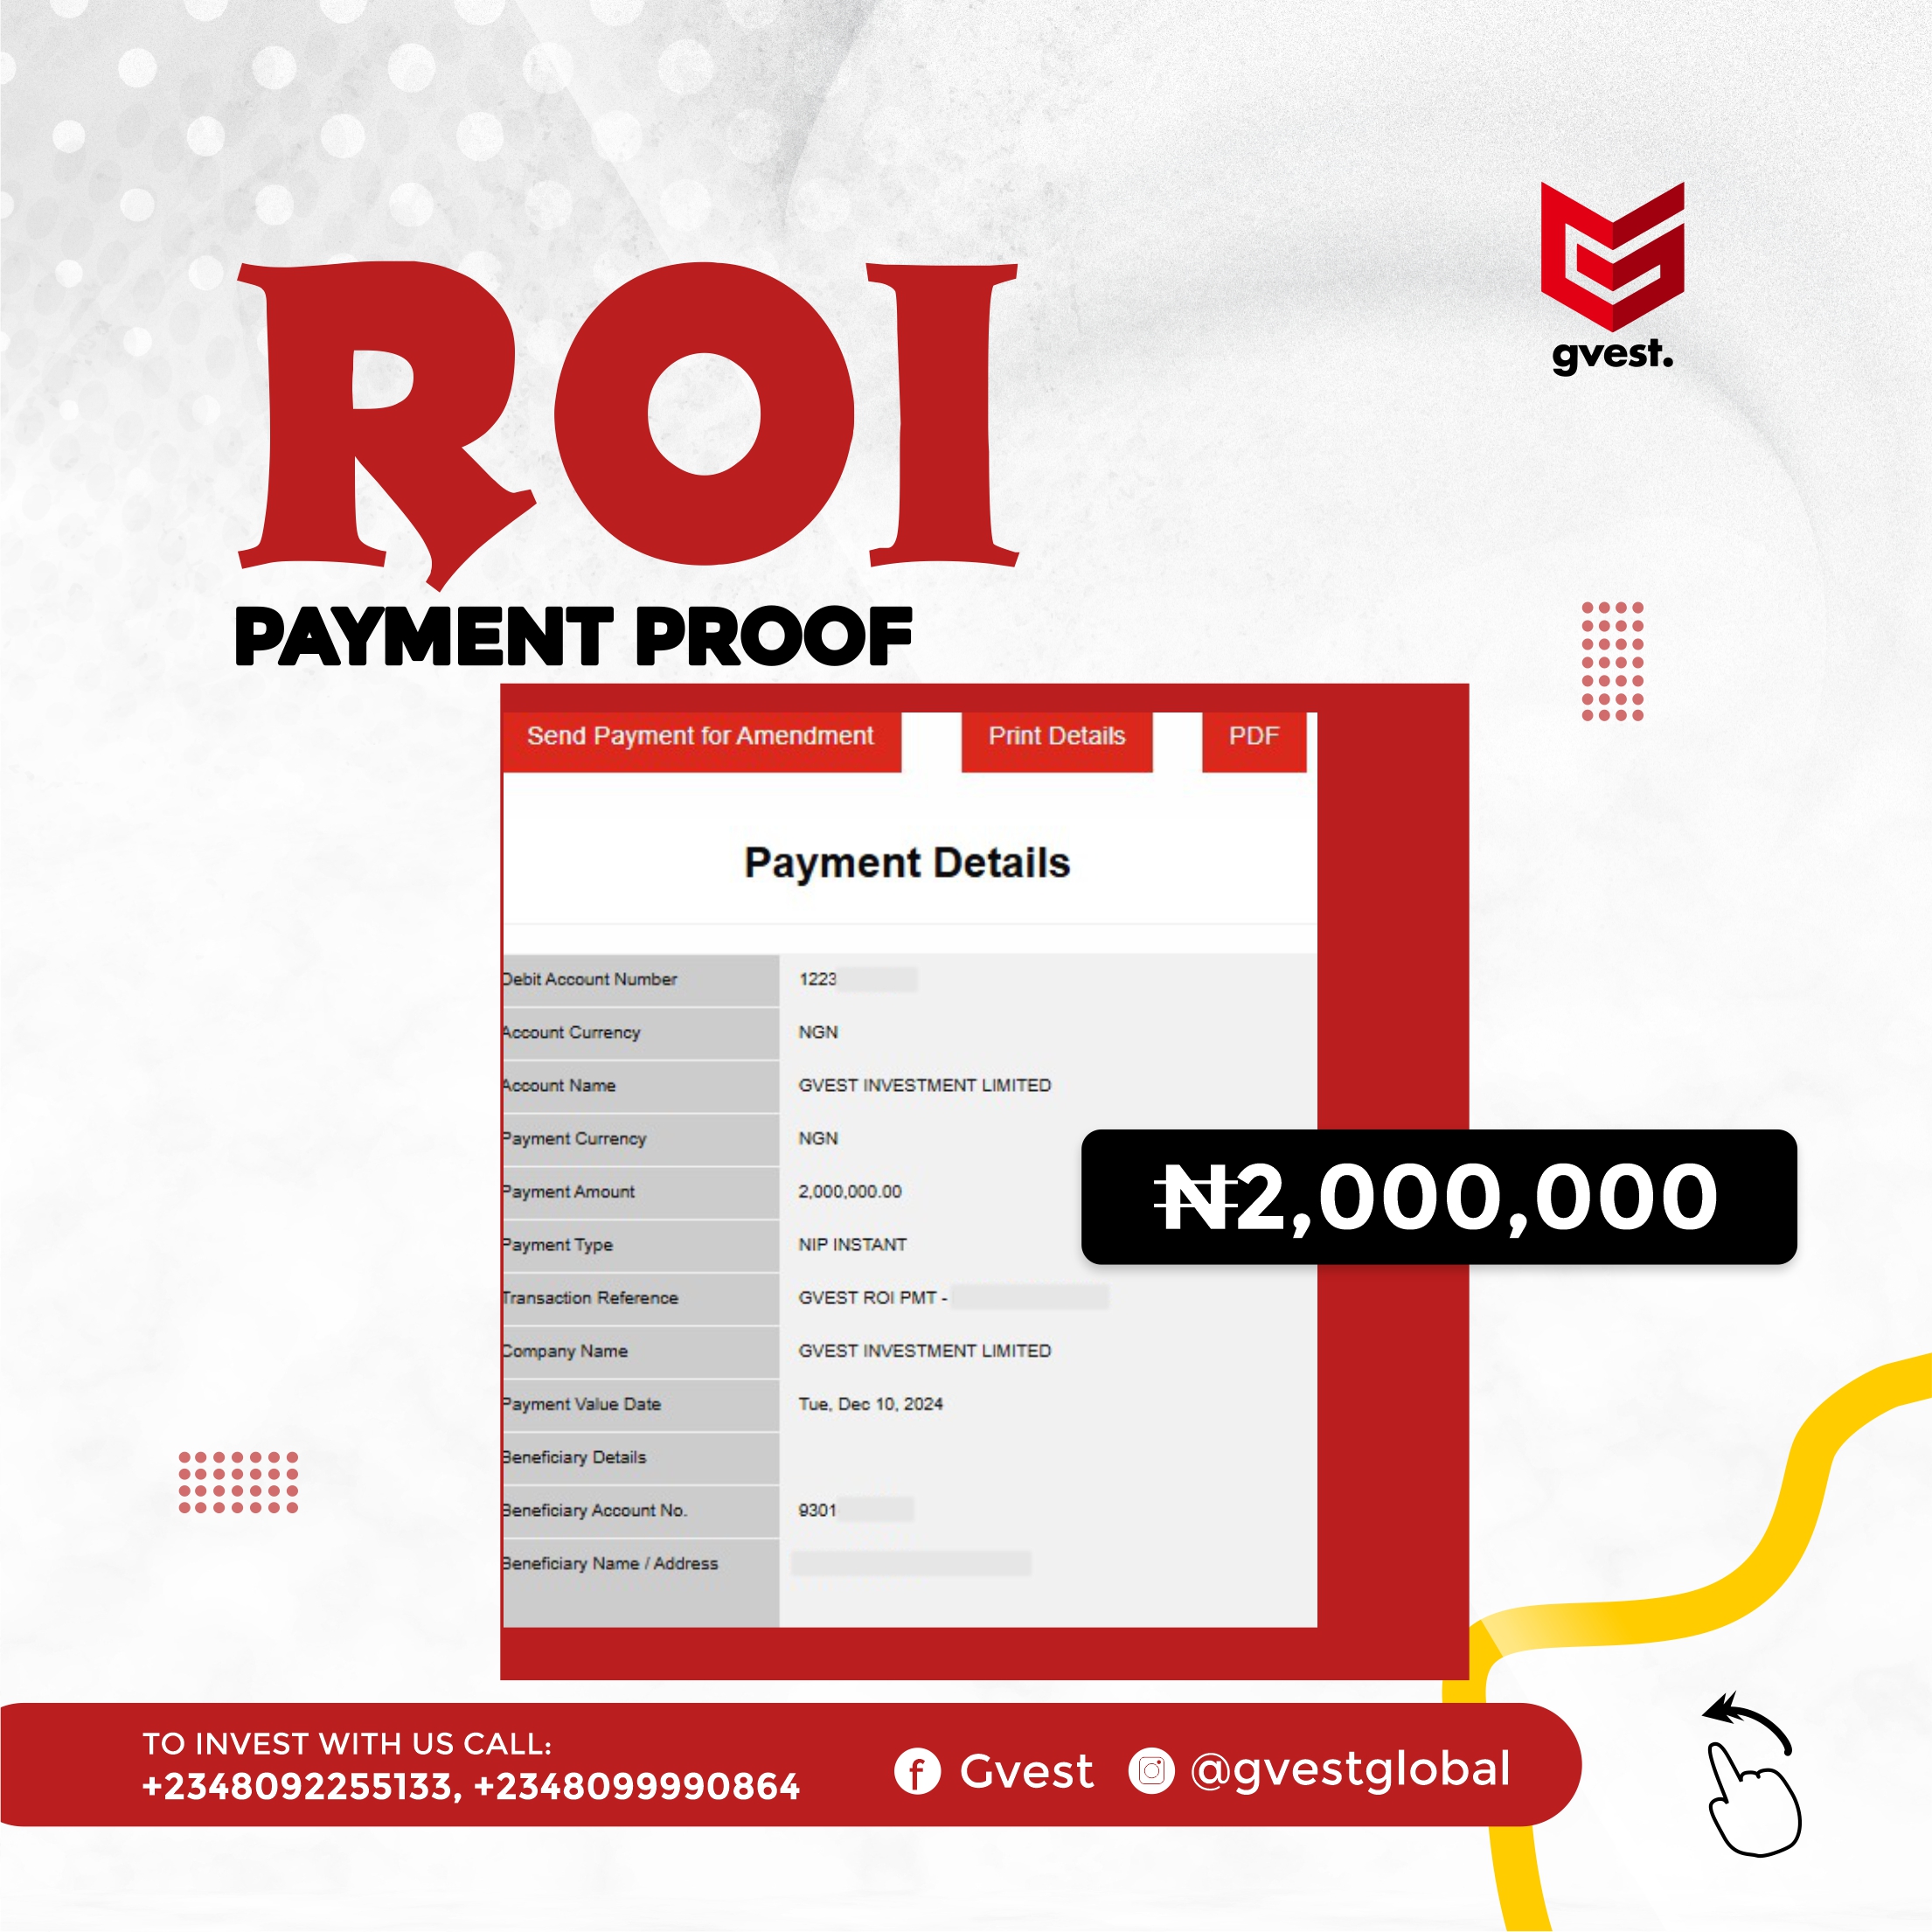 gvest.
ROI
PAYMENT PROOF
Send Payment for Amendment Print Details PDF
Payment Details
Debit Account Number 1223
Account Currency NGN
Account Name GVEST INVESTMENT LIMITED
Payment Currency NGN
Payment Amount 2,000,000.00
₦2,000,000
Payment Type NIP INSTANT
Transaction Reference GVEST ROI PMT -
Company Name GVEST INVESTMENT LIMITED
Payment Value Date Tue, Dec 10, 2024
Beneficiary Details
Beneficiary Account No. 9301
Beneficiary Name / Address
TO INVEST WITH US CALL:
+2348092255133, +2348099990864
Gvest @gvestglobal